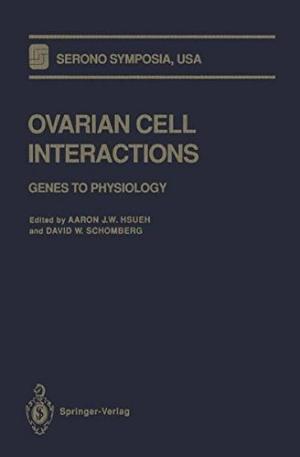 SERONO SYMPOSIA, USA
OVARIAN CELL
INTERACTIONS
GENES TO PHYSIOLOGY
Edited by AARON J.W. HSUEH
and DAVID W. SCHOMBERG
Springer-Verlag